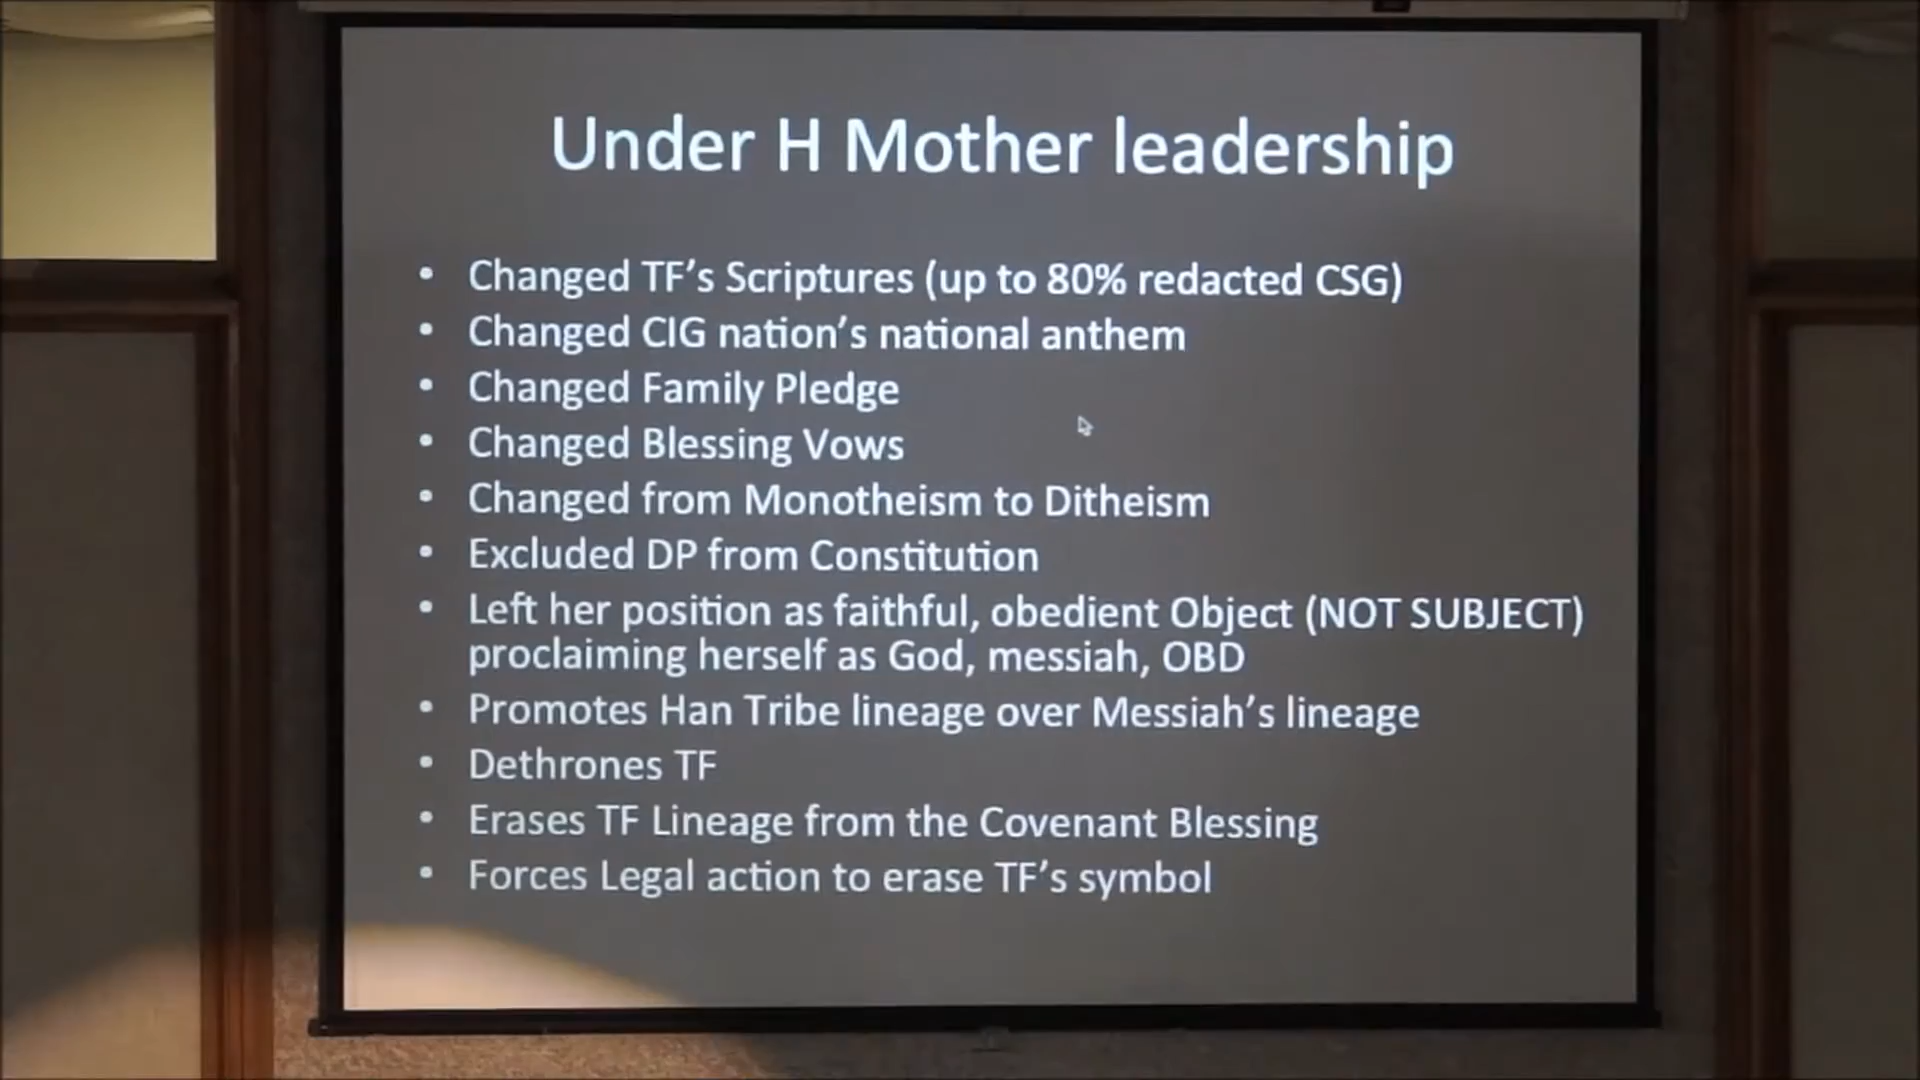 Under H Mother leadership
• Changed TF's Scriptures (up to 80% redacted CSG)
• Changed CIG nation's national anthem
• Changed Family Pledge
• Changed Blessing Vows
• Changed from Monotheism to Ditheism
• Excluded DP from Constitution
• Left her position as faithful, obedient Object (NOT SUBJECT)
proclaiming herself as God, messiah, OBD
• Promotes Han Tribe lineage over Messiah's lineage
• Dethrones TF
• Erases TF Lineage from the Covenant Blessing
• Forces Legal action to erase TF's symbol